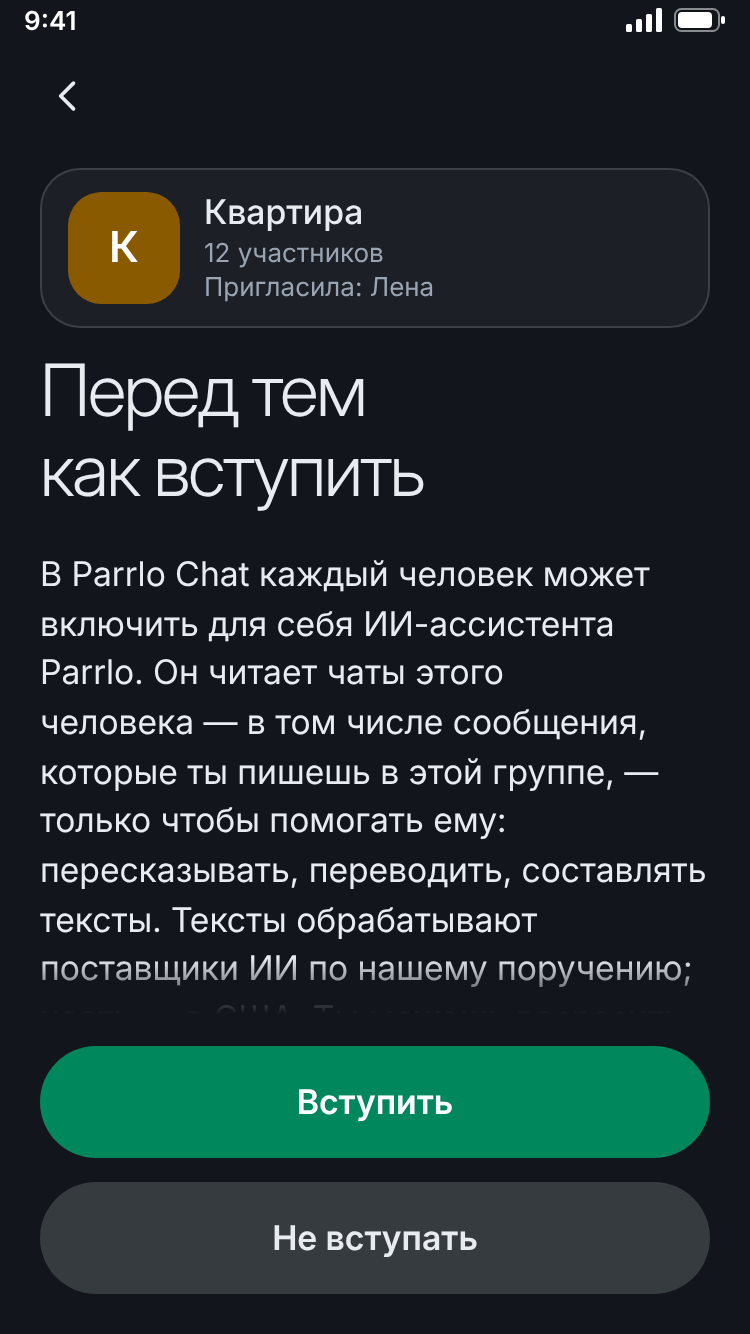 9:41
К
Квартира
12 участников
Пригласила: Лена
Перед тем
как вступить
В Parrlo Chat каждый человек может
включить для себя ИИ-ассистента
Parrlo. Он читает чаты этого
человека — в том числе сообщения,
которые ты пишешь в этой группе, —
только чтобы помогать ему:
пересказывать, переводить, составлять
тексты. Тексты обрабатывают
поставщики ИИ по нашему поручению;
Вступить
Не вступать